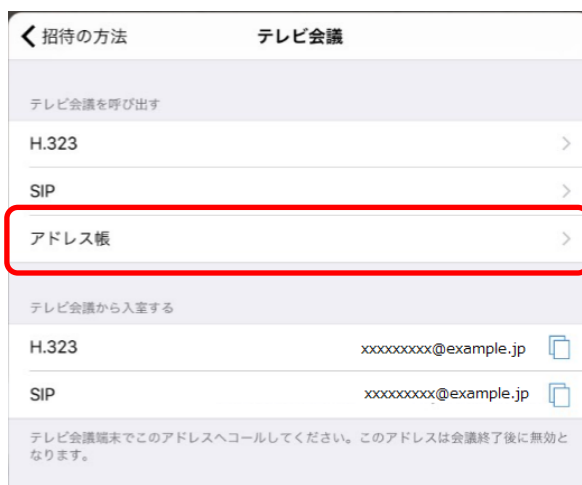 招待の方法 テレビ会議
テレビ会議を呼び出す
H.323
SIP
アドレス帳
テレビ会議から入室する
H.323 xxxxxxxxx@example.jp
SIP xxxxxxxxx@example.jp
テレビ会議端末でこのアドレスへコールしてください。このアドレスは会議終了後に無効と
なります。